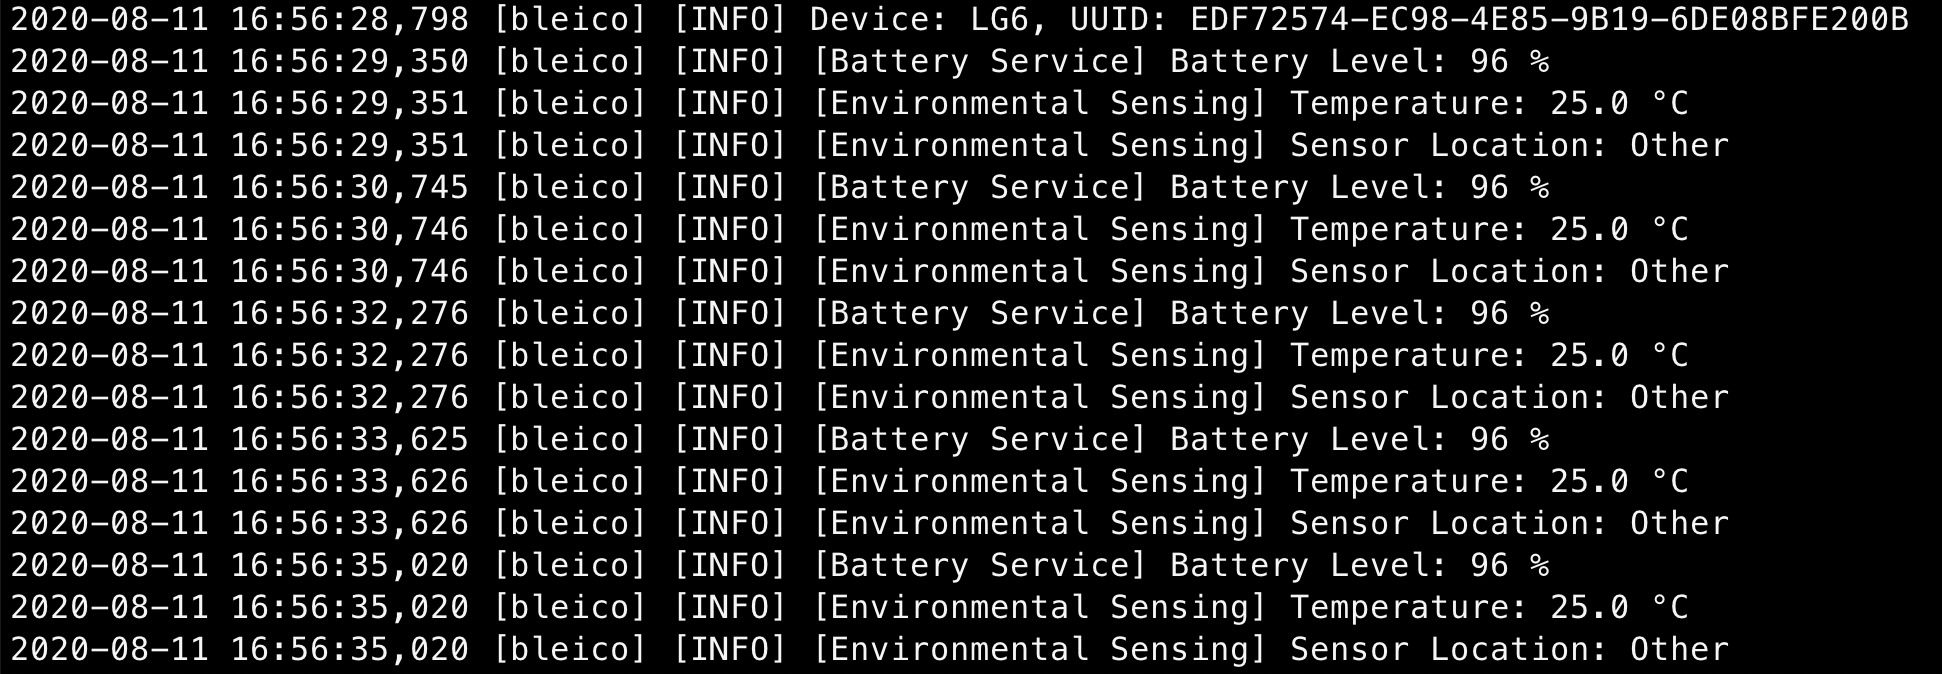 2020-08-11 16:56:28,798 [bleico] [INFO] Device: LG6, UUID: EDF72574-EC98-4E85-9B19-6DE08BFE200B
2020-08-11 16:56:29,350 [bleico] [INFO] [Battery Service] Battery Level: 96 %
2020-08-11 16:56:29,351 [bleico] [INFO] [Environmental Sensing] Temperature: 25.0 °C
2020-08-11 16:56:29,351 [bleico] [INFO] [Environmental Sensing] Sensor Location: Other
2020-08-11 16:56:30,745 [bleico] [INFO] [Battery Service] Battery Level: 96 %
2020-08-11 16:56:30,746 [bleico] [INFO] [Environmental Sensing] Temperature: 25.0 °C
2020-08-11 16:56:30,746 [bleico] [INFO] [Environmental Sensing] Sensor Location: Other
2020-08-11 16:56:32,276 [bleico] [INFO] [Battery Service] Battery Level: 96 %
2020-08-11 16:56:32,276 [bleico] [INFO] [Environmental Sensing] Temperature: 25.0 °C
2020-08-11 16:56:32,276 [bleico] [INFO] [Environmental Sensing] Sensor Location: Other
2020-08-11 16:56:33,625 [bleico] [INFO] [Battery Service] Battery Level: 96 %
2020-08-11 16:56:33,626 [bleico] [INFO] [Environmental Sensing] Temperature: 25.0 °C
2020-08-11 16:56:33,626 [bleico] [INFO] [Environmental Sensing] Sensor Location: Other
2020-08-11 16:56:35,020 [bleico] [INFO] [Battery Service] Battery Level: 96 %
2020-08-11 16:56:35,020 [bleico] [INFO] [Environmental Sensing] Temperature: 25.0 °C
2020-08-11 16:56:35,020 [bleico] [INFO] [Environmental Sensing] Sensor Location: Other